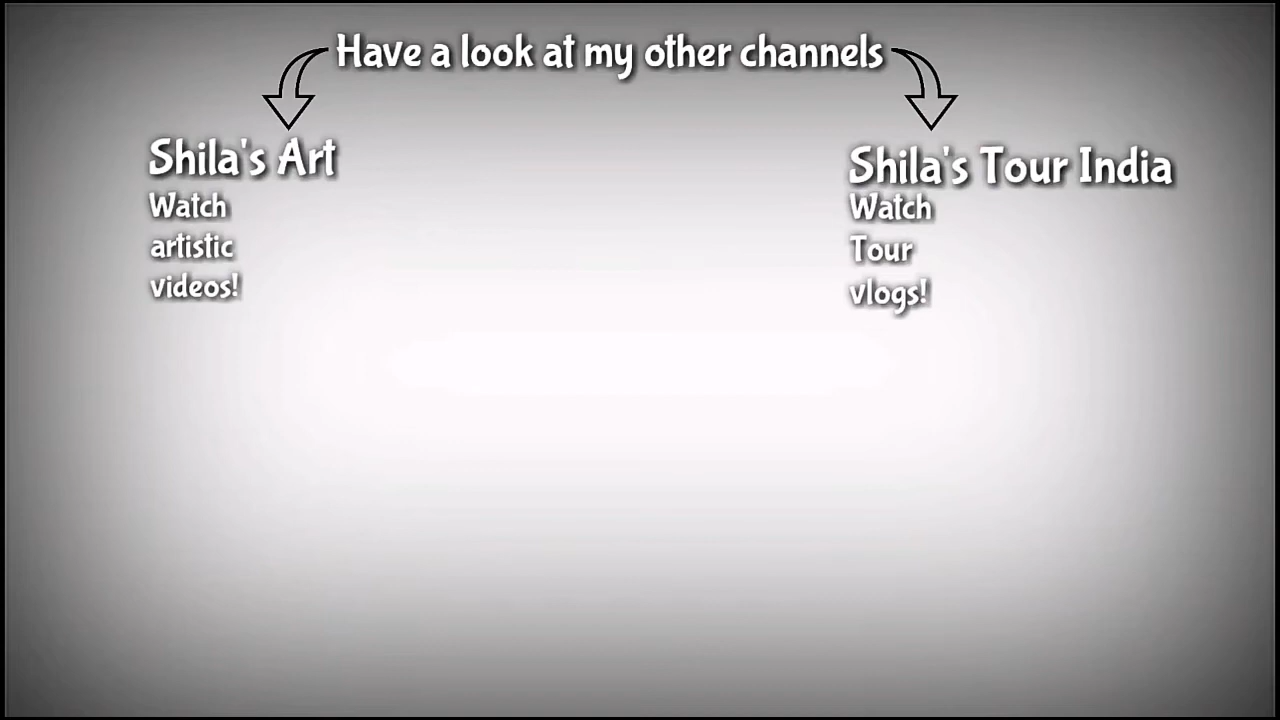 Have a look at my other channels
Shila's Art
Watch
artistic
videos!
Shila's Tour India
Watch
Tour
vlogs!